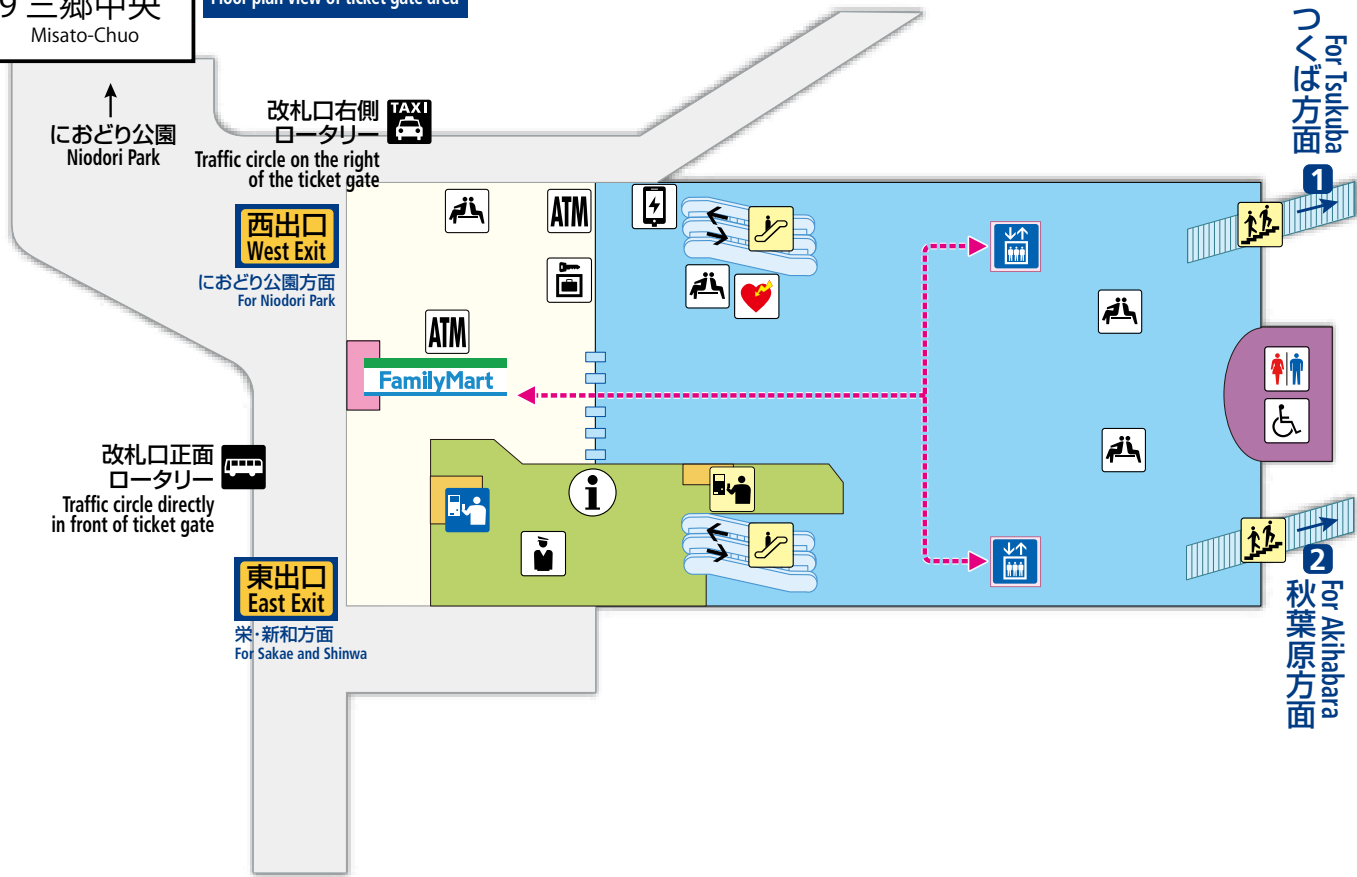 9 三郷中央
Misato-Chuo
Floor plan view of ticket gate area
におどり公園
Niodori Park
改札口右側
ロータリー
TAXI
Traffic circle on the right
of the ticket gate
西出口
West Exit
におどり公園方面
For Niodori Park
ATM
ATM
FamilyMart
改札口正面
ロータリー
Traffic circle directly
in front of ticket gate
i
東出口
East Exit
栄・新和方面
For Sakae and Shinwa
つくば方面
For Tsukuba
1
2
秋葉原方面
For Akihabara